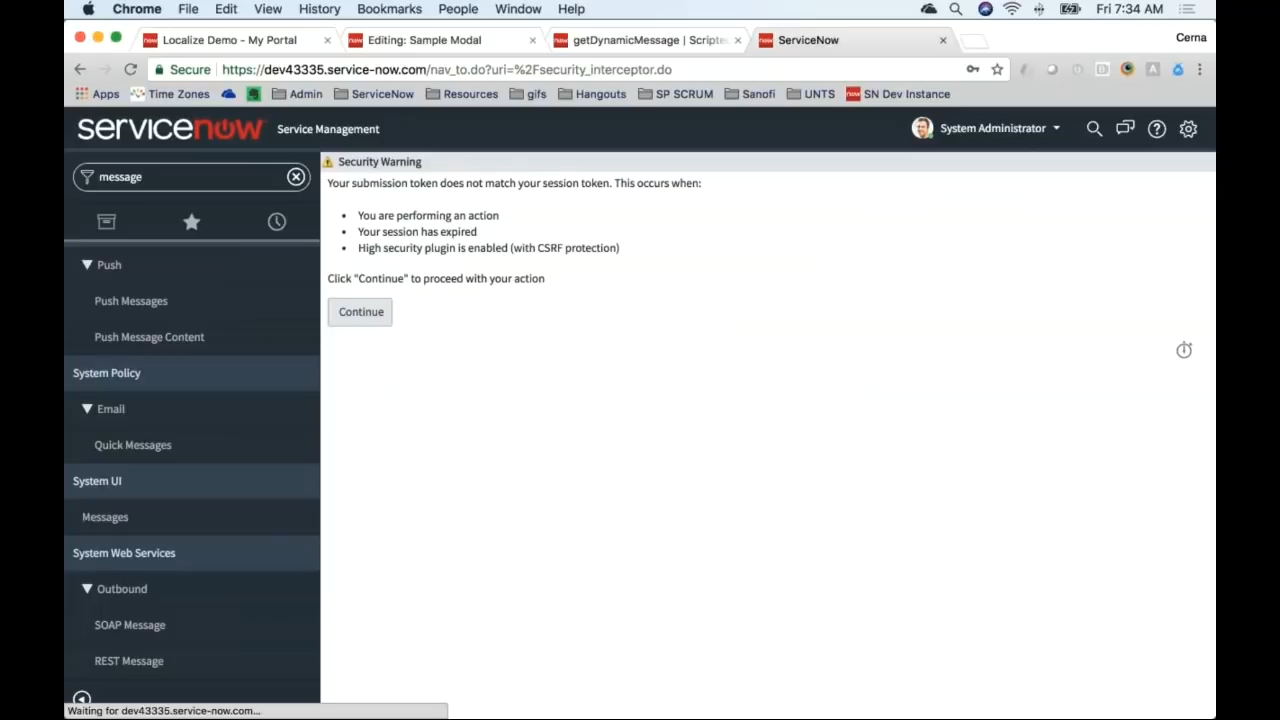 Chrome File Edit View History Bookmarks People Window Help Fri 7:34 AM
now Localize Demo - My Portal now Editing: Sample Modal now getDynamicMessage | Scripte now ServiceNow Cerna
Secure https://dev43335.service-now.com/nav_to.do?uri=%2Fsecurity_interceptor.do
Apps Time Zones Admin ServiceNow Resources gifs Hangouts SP SCRUM Sanofi UNTS now SN Dev Instance
servicenow Service Management System Administrator
message
Push
Push Messages
Push Message Content
System Policy
Email
Quick Messages
System UI
Messages
System Web Services
Outbound
SOAP Message
REST Message
Security Warning
Your submission token does not match your session token. This occurs when:
• You are performing an action
• Your session has expired
• High security plugin is enabled (with CSRF protection)
Click "Continue" to proceed with your action
Continue
Waiting for dev43335.service-now.com...